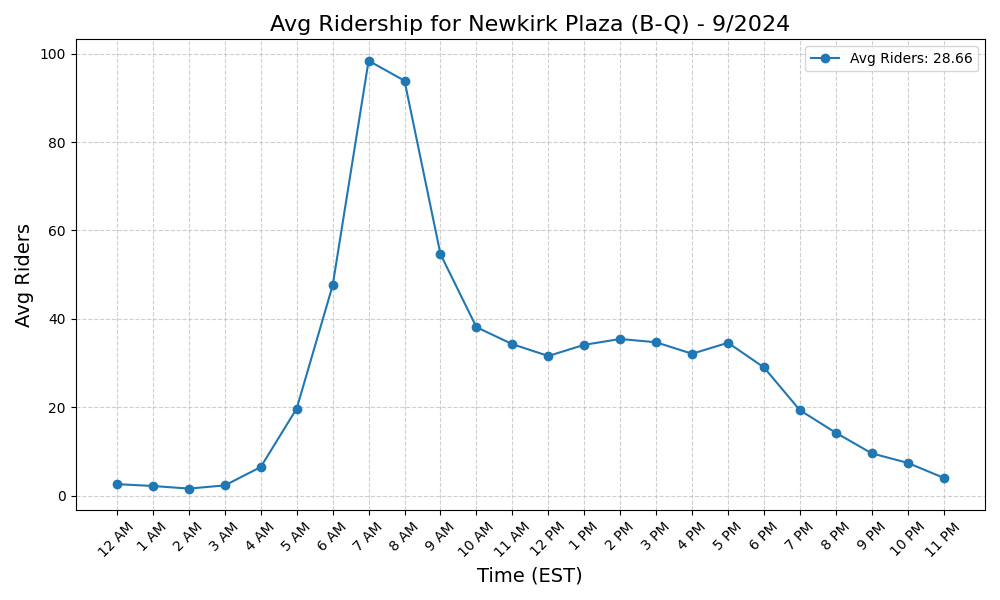 Avg Ridership for Newkirk Plaza (B-Q) - 9/2024
Avg Riders: 28.66
Avg Riders
100
80
60
40
20
0
12 AM
1 AM
2 AM
3 AM
4 AM
5 AM
6 AM
7 AM
8 AM
9 AM
10 AM
11 AM
12 PM
1 PM
2 PM
3 PM
4 PM
5 PM
6 PM
7 PM
8 PM
9 PM
10 PM
11 PM
Time (EST)